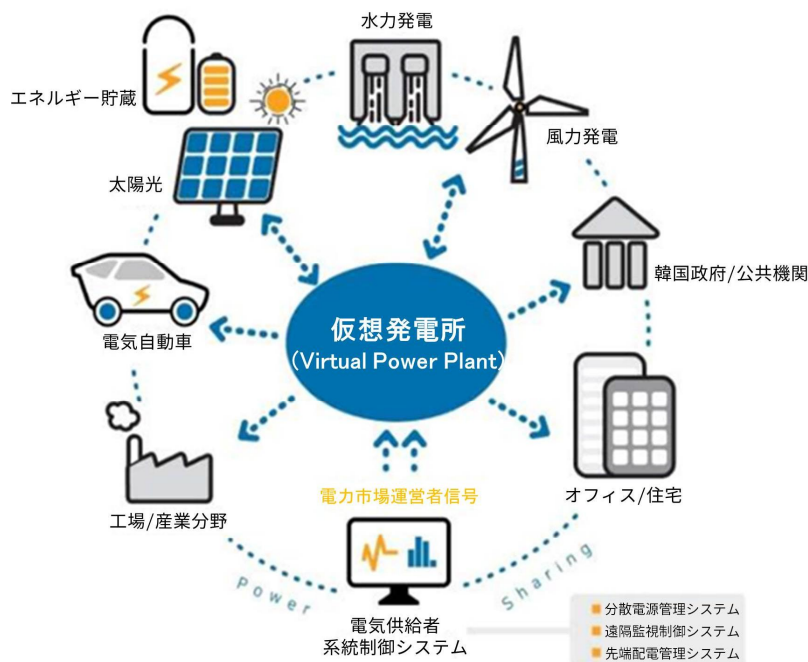 水力発電
エネルギー貯蔵
風力発電
太陽光
韓国政府/公共機関
仮想発電所
(Virtual Power Plant)
電気自動車
電力市場運営者信号
オフィス/住宅
工場/産業分野
Power
Sharing
電気供給者
系統制御システム
分散電源管理システム
遠隔監視制御システム
先端配電管理システム